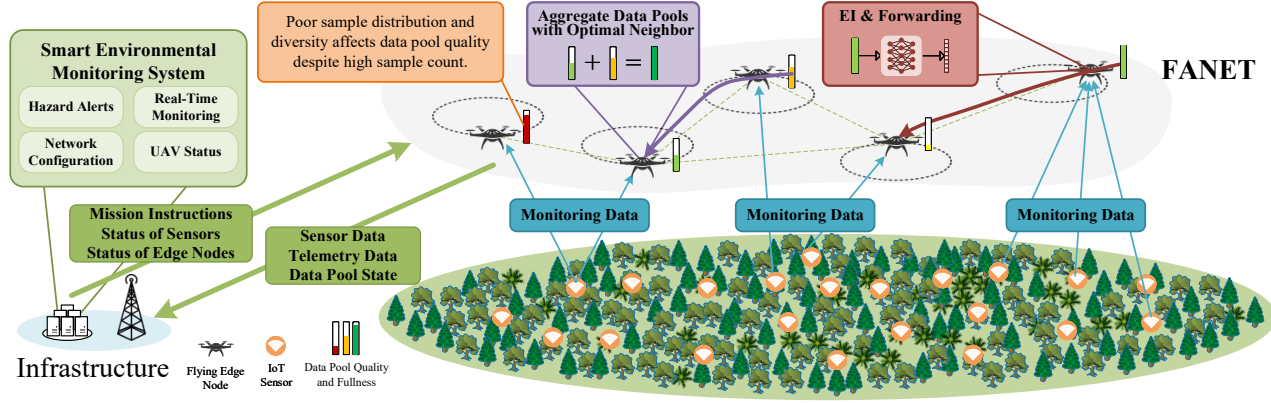 Smart Environmental
Monitoring System
Hazard Alerts
Real-Time
Monitoring
Network
Configuration
UAV Status
Poor sample distribution and
diversity affects data pool quality
despite high sample count.
Aggregate Data Pools
with Optimal Neighbor
+ =
EI & Forwarding
FANET
Mission Instructions
Status of Sensors
Status of Edge Nodes
Sensor Data
Telemetry Data
Data Pool State
Monitoring Data
Monitoring Data
Monitoring Data
Infrastructure
Flying Edge
Node
IoT
Sensor
Data Pool Quality
and Fullness